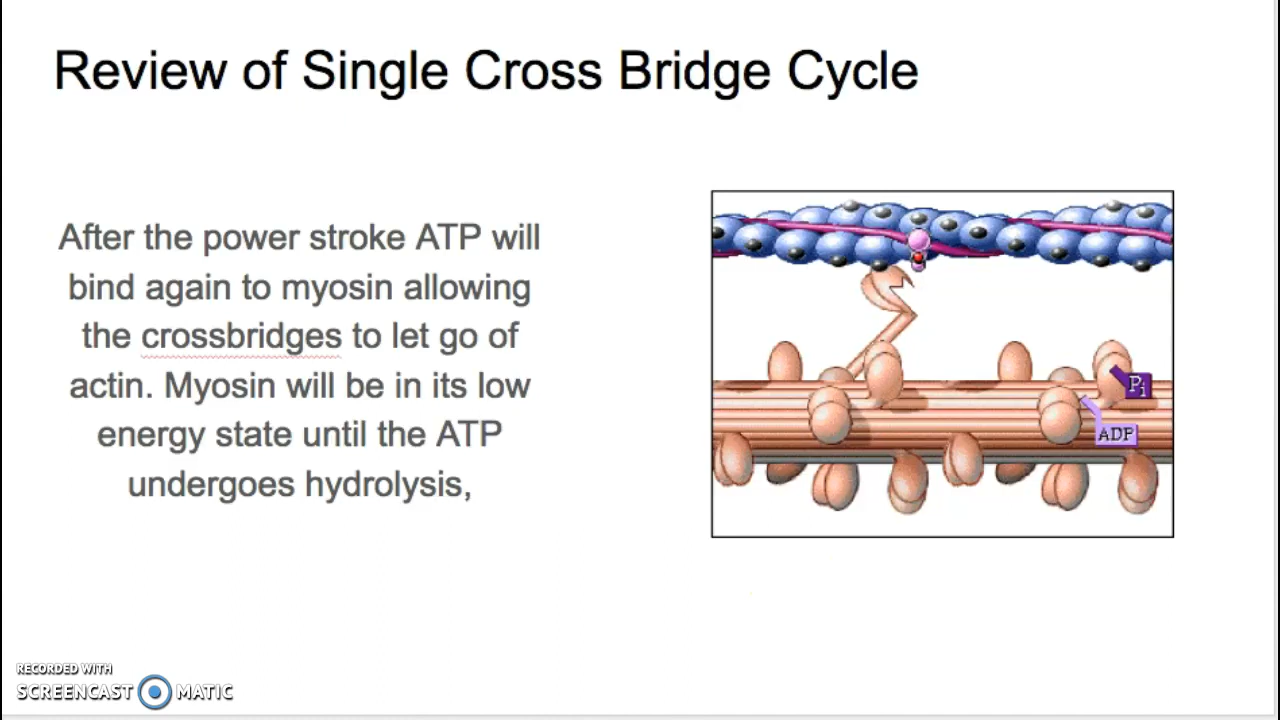 Review of Single Cross Bridge Cycle
After the power stroke ATP will
bind again to myosin allowing
the crossbridges to let go of
actin. Myosin will be in its low
energy state until the ATP
undergoes hydrolysis,
Pi
ADP
RECORDED WITH
SCREENCAST MATIC